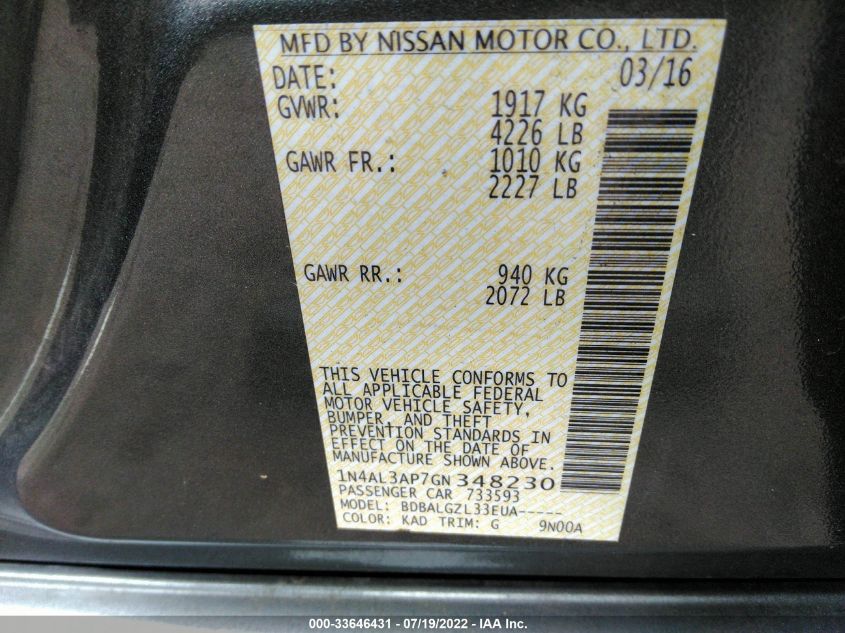 MFD BY NISSAN MOTOR CO., LTD.
DATE: 03/16
GVWR: 1917 KG
4226 LB
GAWR FR.: 1010 KG
2227 LB
GAWR RR.: 940 KG
2072 LB
THIS VEHICLE CONFORMS TO
ALL APPLICABLE FEDERAL
MOTOR VEHICLE SAFETY,
BUMPER, AND THEFT
PREVENTION STANDARDS IN
EFFECT ON THE DATE OF
MANUFACTURE SHOWN ABOVE.
1N4AL3AP7GN348230
PASSENGER CAR 733593
MODEL: BDBALGZL33EUA-----
COLOR: KAD TRIM: G 9N00A
000-33646431 - 07/19/2022 - IAA Inc.